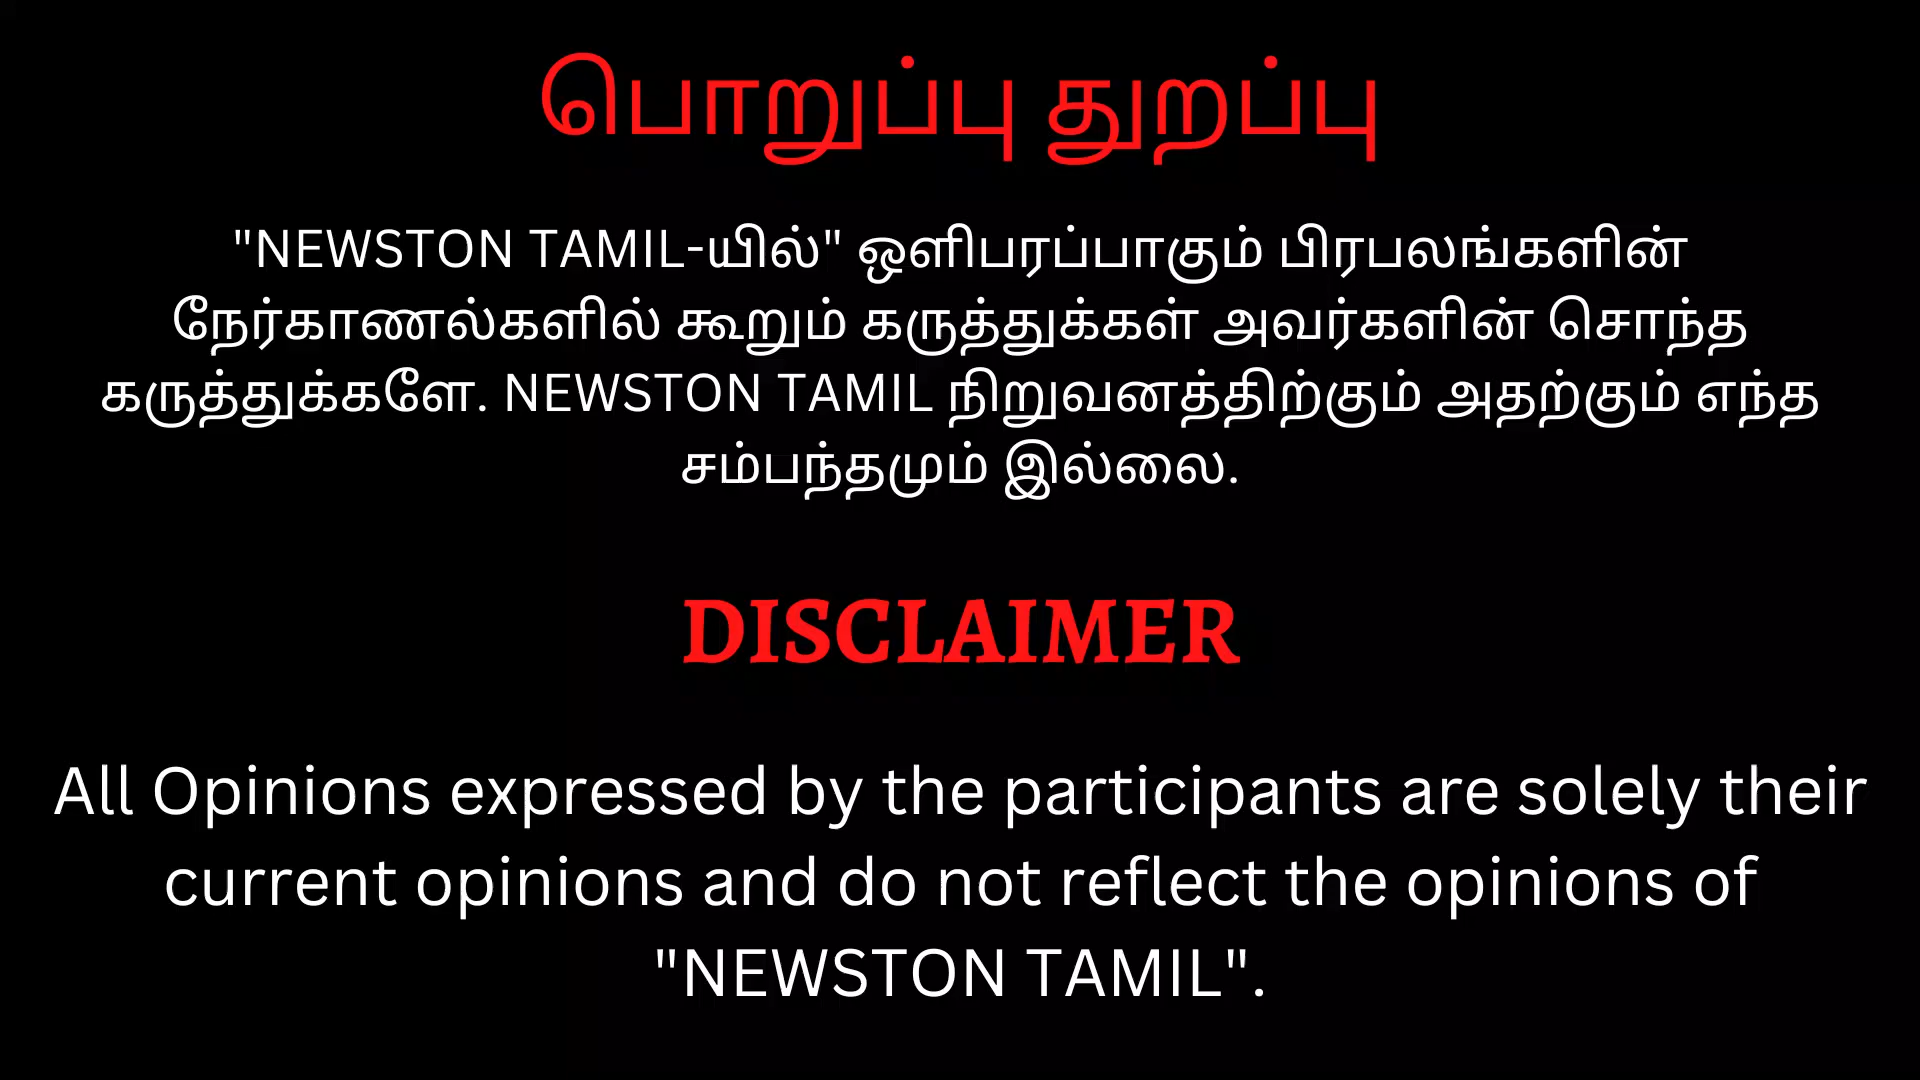 பொறுப்பு துறப்பு
"NEWSTON TAMIL-யில்" ஒளிபரப்பாகும் பிரபலங்களின்
நேர்காணல்களில் கூறும் கருத்துக்கள் அவர்களின் சொந்த
கருத்துக்களே. NEWSTON TAMIL நிறுவனத்திற்கும் அதற்கும் எந்த
சம்பந்தமும் இல்லை.
DISCLAIMER
All Opinions expressed by the participants are solely their
current opinions and do not reflect the opinions of
"NEWSTON TAMIL".